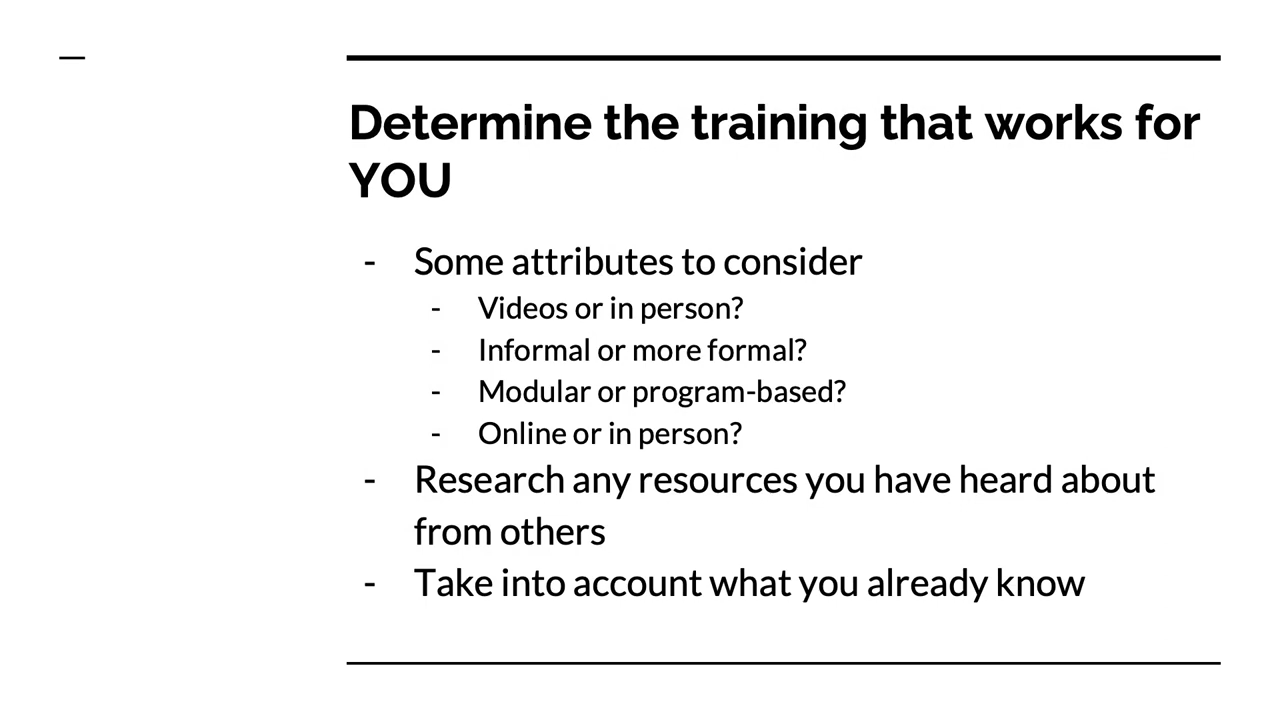 Determine the training that works for
YOU
- Some attributes to consider
- Videos or in person?
- Informal or more formal?
- Modular or program-based?
- Online or in person?
- Research any resources you have heard about
from others
- Take into account what you already know